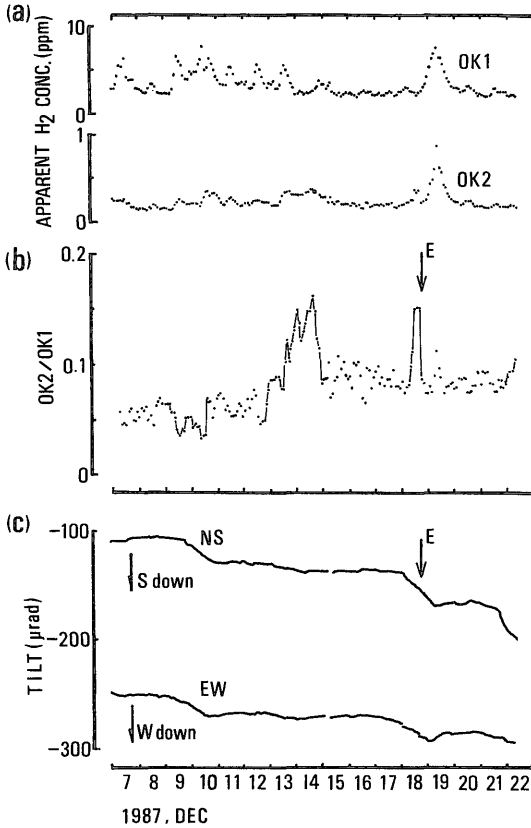 (a)
10
APPARENT H2 CONC. (ppm)
OK1
0
1
OK2
0
(b)
0.2
E
OK2/OK1
0.1
0
(c)
-100
NS
E
S down
TILT (μrad)
-200
EW
W down
-300
7 8 9 10 11 12 13 14 15 16 17 18 19 20 21 22
1987, DEC